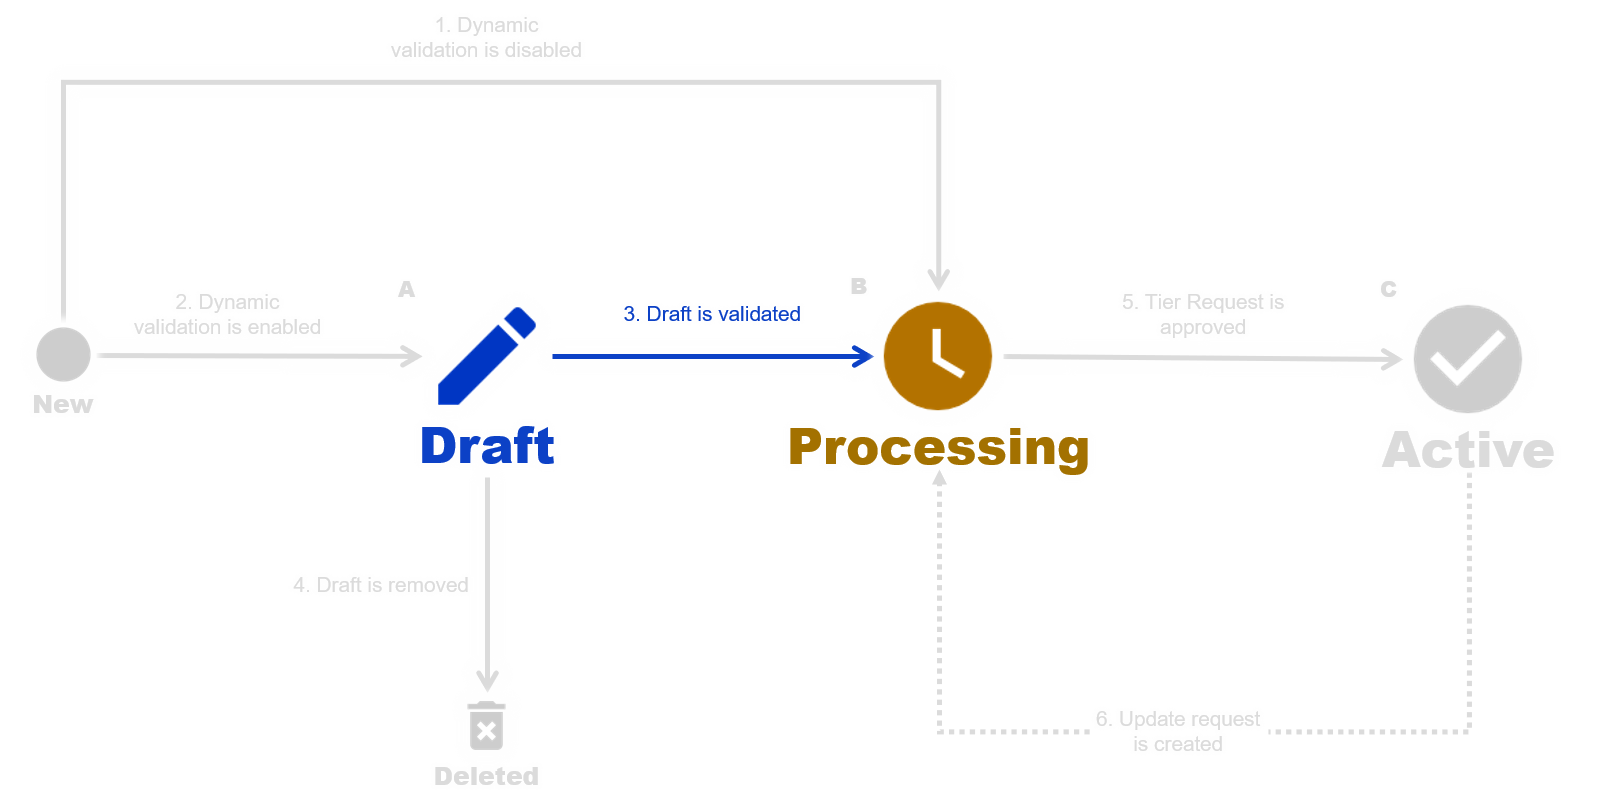 1. Dynamic
validation is disabled
2. Dynamic
validation is enabled
A
3. Draft is validated
B
5. Tier Request is
approved
C
New
Draft
Processing
Active
4. Draft is removed
6. Update request
is created
Deleted